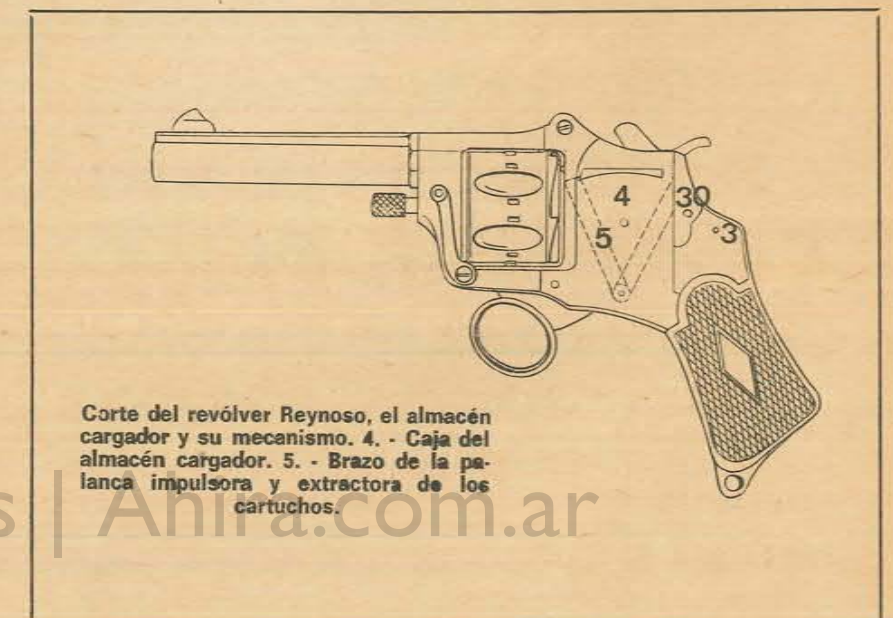 4
30
5
3
Corte del revólver Reynoso, el almacén
cargador y su mecanismo. 4. - Caja del
almacén cargador. 5. - Brazo de la pa-
lanca impulsora y extractora de los
cartuchos.
s | Ahira.com.ar